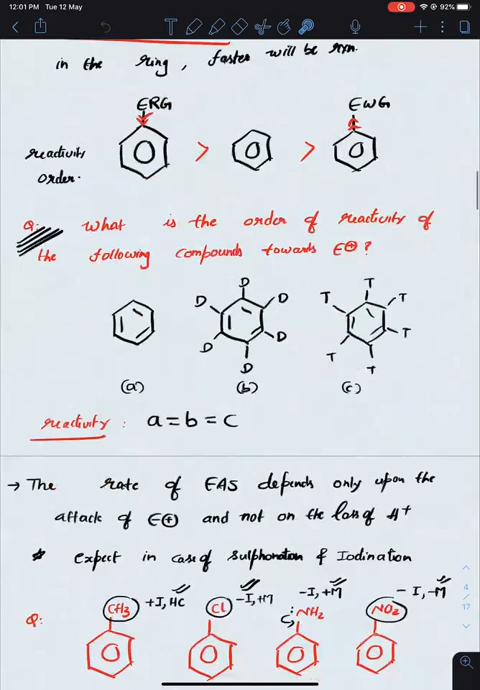 12:01 PM Tue 12 May
92%
in the ring, faster will be rxn.
ERG
EWG
reactivity
order.
>
>
Q: What is the order of reactivity of
the following compounds towards E⊕?
D D D D D D
T T T T T T
(a) (b) (c)
reactivity : a = b = c
→ The rate of EAS depends only upon the
attack of E⊕ and not on the loss of H+
* expect in case of sulphonation & Iodination
Q:
CH3 +I, HC
Cl -I, +M
-I, +M
NH2
-I, -M
NO2
4
17